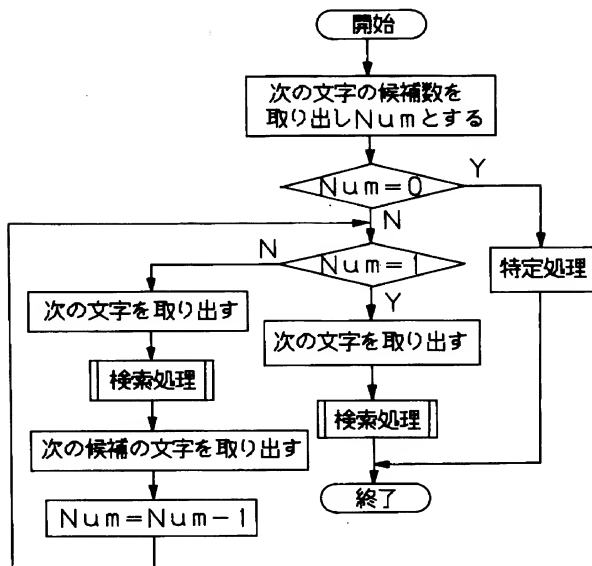 開始
次の文字の候補数を
取り出しNumとする
Num=0
Y
N
Num=1
N
Y
特定処理
次の文字を取り出す
次の文字を取り出す
検索処理
検索処理
次の候補の文字を取り出す
終了
Num=Num-1